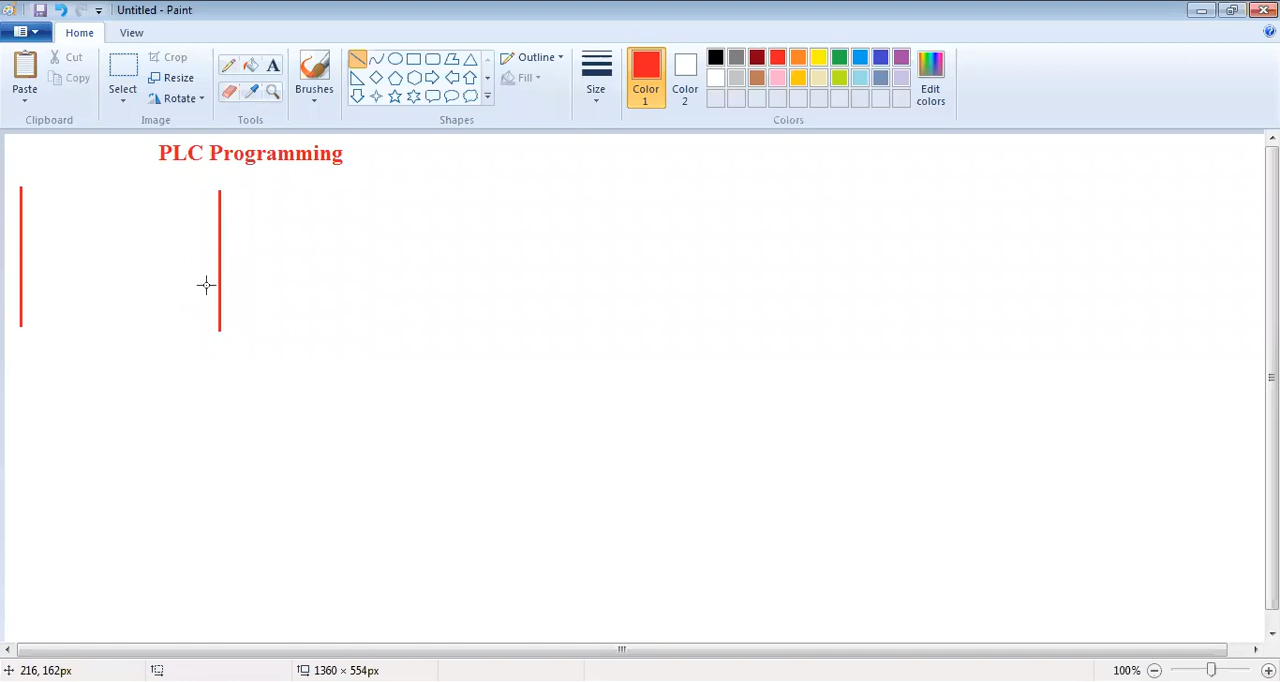 Untitled - Paint
Home
View
Paste
Cut
Copy
Clipboard
Select
Crop
Resize
Rotate
Image
A
Tools
Brushes
Outline
Fill
Shapes
Size
Color 1
Color 2
Edit colors
Colors
PLC Programming
216, 162px
1360 × 554px
100%